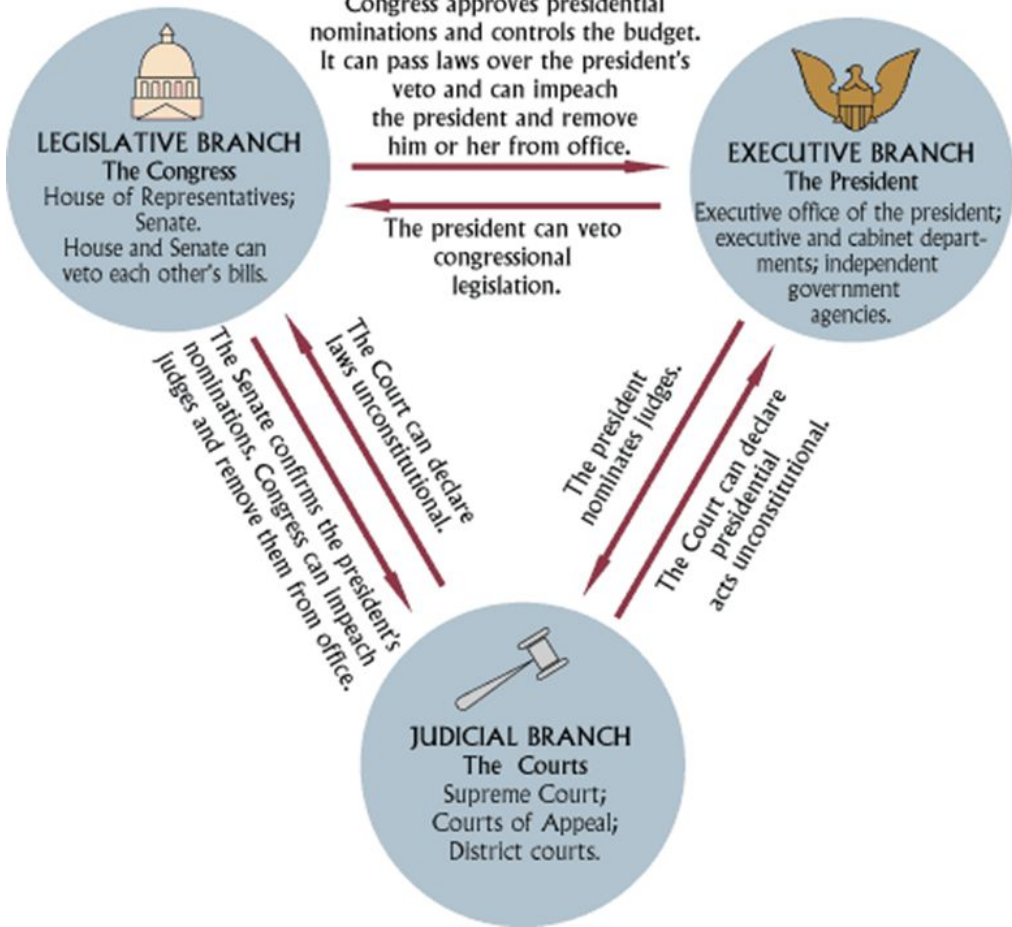 Congress approves presidential
nominations and controls the budget.
It can pass laws over the president's
veto and can impeach
the president and remove
him or her from office.
LEGISLATIVE BRANCH
The Congress
House of Representatives;
Senate.
House and Senate can
veto each other's bills.
EXECUTIVE BRANCH
The President
Executive office of the president;
executive and cabinet depart-
ments; independent
government
agencies.
The president can veto
congressional
legislation.
The Senate confirms the president's
nominations. Congress can impeach
judges and remove them from office.
The Court can declare
laws unconstitutional.
The president
nominates judges.
The Court can declare
presidential
acts unconstitutional.
JUDICIAL BRANCH
The Courts
Supreme Court;
Courts of Appeal;
District courts.